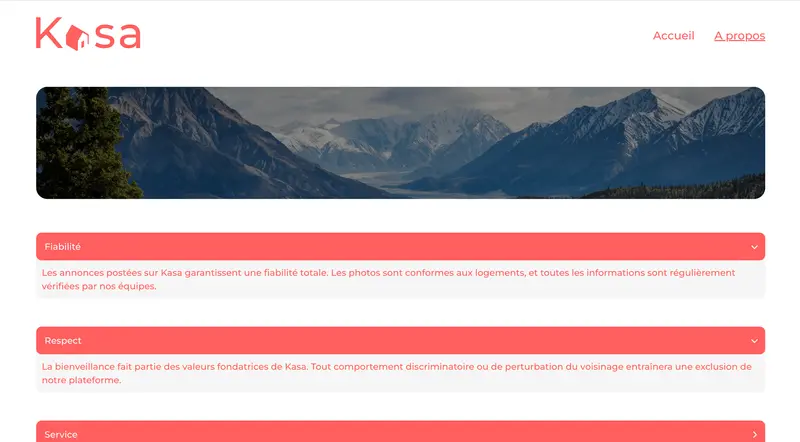 Kasa
Accueil
A propos
Fiabilité
Les annonces postées sur Kasa garantissent une fiabilité totale. Les photos sont conformes aux logements, et toutes les informations sont régulièrement
vérifiées par nos équipes.
Respect
La bienveillance fait partie des valeurs fondatrices de Kasa. Tout comportement discriminatoire ou de perturbation du voisinage entraînera une exclusion de
notre plateforme.
Service